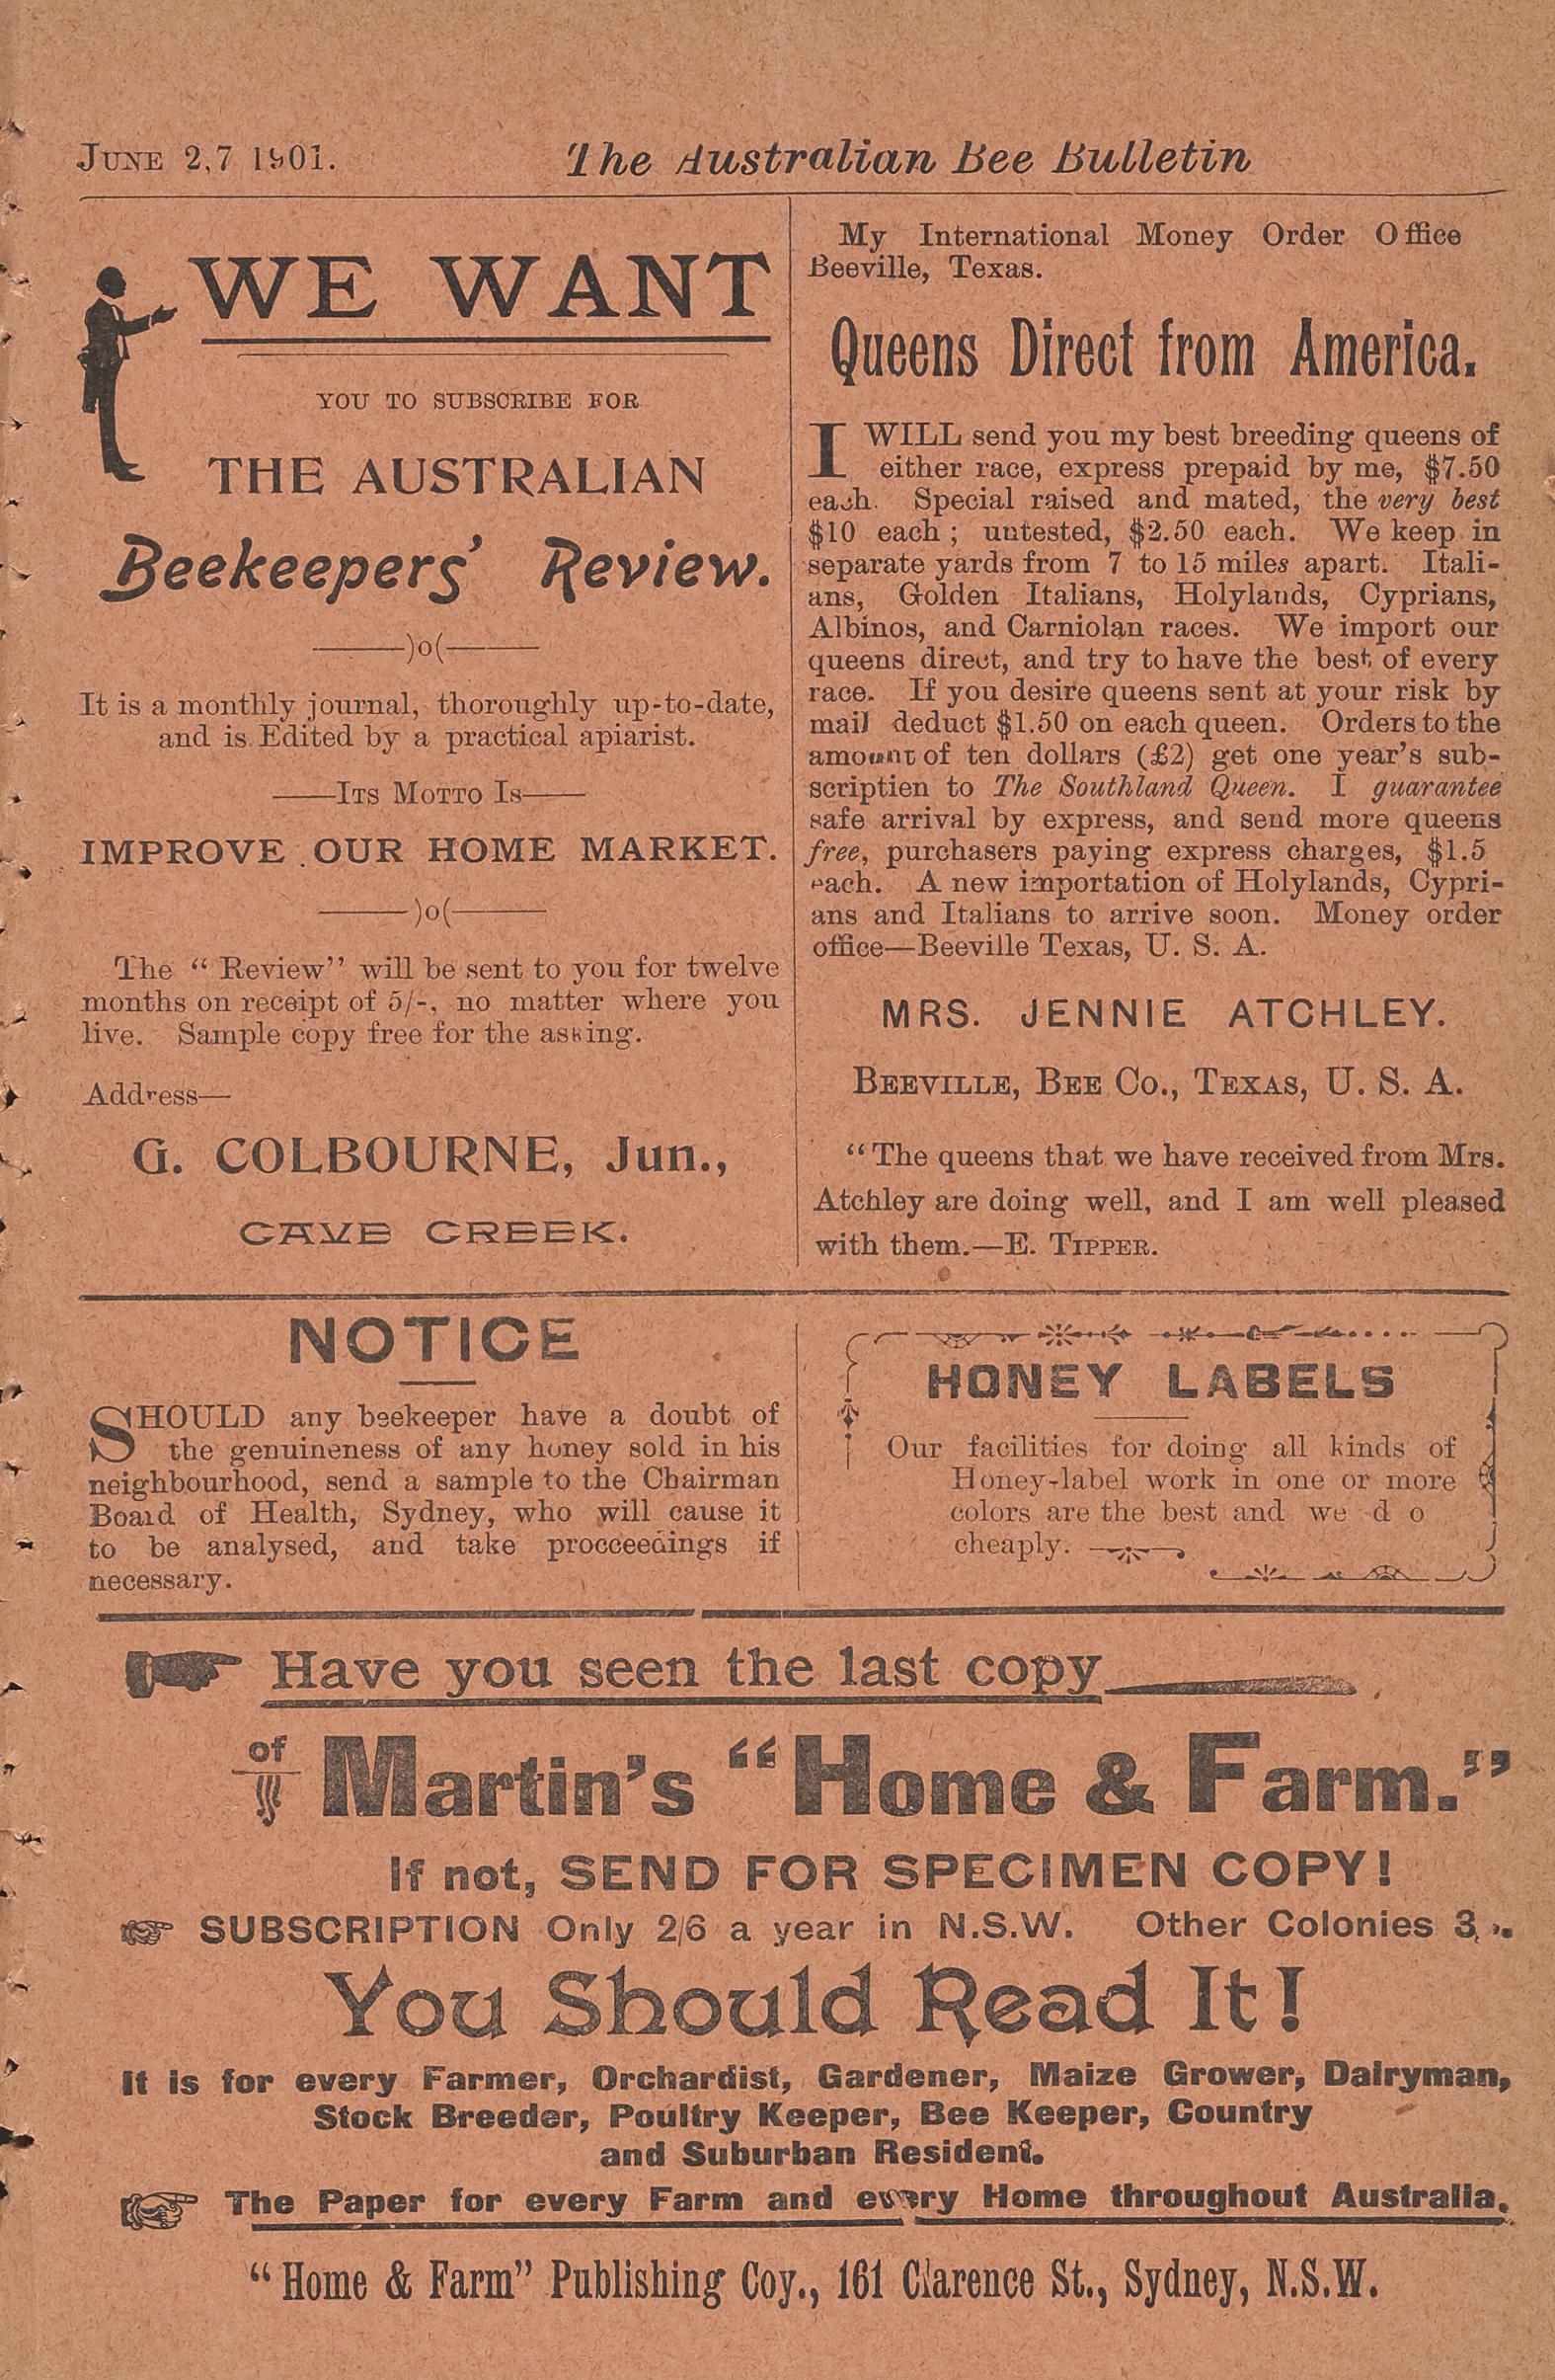 JUNE 2,7 1901.
The Australian Bee Bulletin
WE WANT
YOU TO SUBSCRIBE FOR
THE AUSTRALIAN
Beekeepers' Review.
———)o(———
It is a monthly journal, thoroughly up-to-date,
and is Edited by a practical apiarist.
——ITS MOTTO IS——
IMPROVE OUR HOME MARKET.
———)o(———
The “ Review” will be sent to you for twelve
months on receipt of 5/-, no matter where you
live. Sample copy free for the asking.
Address—
G. COLBOURNE, Jun.,
CAVE CREEK.
My International Money Order Office
Beeville, Texas.
Queens Direct from America.
I WILL send you my best breeding queens of
either race, express prepaid by me, $7.50
each. Special raised and mated, the very best
$10 each ; untested, $2.50 each. We keep in
separate yards from 7 to 15 miles apart. Itali-
ans, Golden Italians, Holylands, Cyprians,
Albinos, and Carniolan races. We import our
queens direct, and try to have the best of every
race. If you desire queens sent at your risk by
mail deduct $1.50 on each queen. Orders to the
amount of ten dollars (£2) get one year's sub-
scriptien to The Southland Queen. I guarantee
safe arrival by express, and send more queens
free, purchasers paying express charges, $1.5
each. A new importation of Holylands, Cypri-
ans and Italians to arrive soon. Money order
office—Beeville Texas, U. S. A.
MRS. JENNIE ATCHLEY.
BEEVILLE, BEE CO., TEXAS, U. S. A.
“ The queens that we have received from Mrs.
Atchley are doing well, and I am well pleased
with them.—E. TIPPER.
NOTICE
SHOULD any beekeeper have a doubt of
the genuineness of any honey sold in his
neighbourhood, send a sample to the Chairman
Board of Health, Sydney, who will cause it
to be analysed, and take procceedings if
necessary.
HONEY LABELS
Our facilities for doing all kinds of
Honey-label work in one or more
colors are the best and we d o
cheaply.
Have you seen the last copy
of Martin's “Home & Farm.”
If not, SEND FOR SPECIMEN COPY!
SUBSCRIPTION Only 2/6 a year in N.S.W. Other Colonies 3
You Should Read It!
It is for every Farmer, Orchardist, Gardener, Maize Grower, Dairyman,
Stock Breeder, Poultry Keeper, Bee Keeper, Country
and Suburban Resident.
The Paper for every Farm and every Home throughout Australia.
“ Home & Farm” Publishing Coy., 161 Clarence St., Sydney, N.S.W.